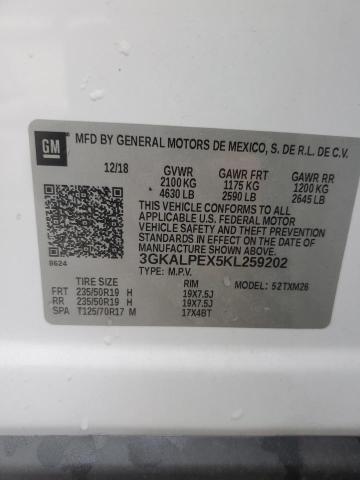 GM
MFD BY GENERAL MOTORS DE MEXICO, S. DE R.L. DE C.V.
12/18 GVWR GAWR FRT GAWR RR
2100 KG 1175 KG 1200 KG
4630 LB 2590 LB 2645 LB
THIS VEHICLE CONFORMS TO ALL APPLICABLE
U.S. FEDERAL MOTOR
VEHICLE SAFETY AND THEFT PREVENTION
STANDARDS IN EFFECT ON THE DATE OF
MANUFACTURE SHOWN ABOVE.
3GKALPEX5KL259202
8624
TYPE: M.P.V.
TIRE SIZE RIM MODEL: 52TXM26
FRT 235/50R19 H 19X7.5J
RR 235/50R19 H 19X7.5J
SPA T125/70R17 M 17X4BT